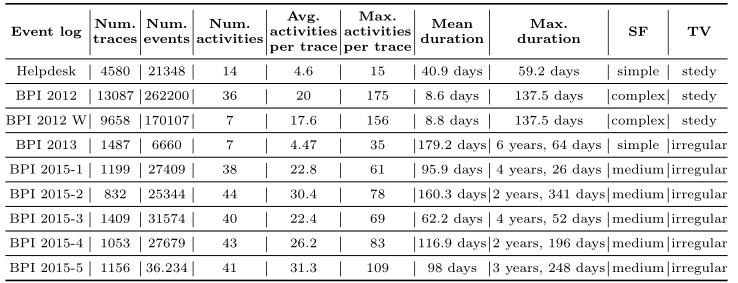 Event log | Num. traces | Num. events | Num. activities | Avg. activities per trace | Max. activities per trace | Mean duration | Max. duration | SF | TV
Helpdesk | 4580 | 21348 | 14 | 4.6 | 15 | 40.9 days | 59.2 days | simple | stedy
BPI 2012 | 13087 | 262200 | 36 | 20 | 175 | 8.6 days | 137.5 days | complex | stedy
BPI 2012 W | 9658 | 170107 | 7 | 17.6 | 156 | 8.8 days | 137.5 days | complex | stedy
BPI 2013 | 1487 | 6660 | 7 | 4.47 | 35 | 179.2 days | 6 years, 64 days | simple | irregular
BPI 2015-1 | 1199 | 27409 | 38 | 22.8 | 61 | 95.9 days | 4 years, 26 days | medium | irregular
BPI 2015-2 | 832 | 25344 | 44 | 30.4 | 78 | 160.3 days | 2 years, 341 days | medium | irregular
BPI 2015-3 | 1409 | 31574 | 40 | 22.4 | 69 | 62.2 days | 4 years, 52 days | medium | irregular
BPI 2015-4 | 1053 | 27679 | 43 | 26.2 | 83 | 116.9 days | 2 years, 196 days | medium | irregular
BPI 2015-5 | 1156 | 36.234 | 41 | 31.3 | 109 | 98 days | 3 years, 248 days | medium | irregular